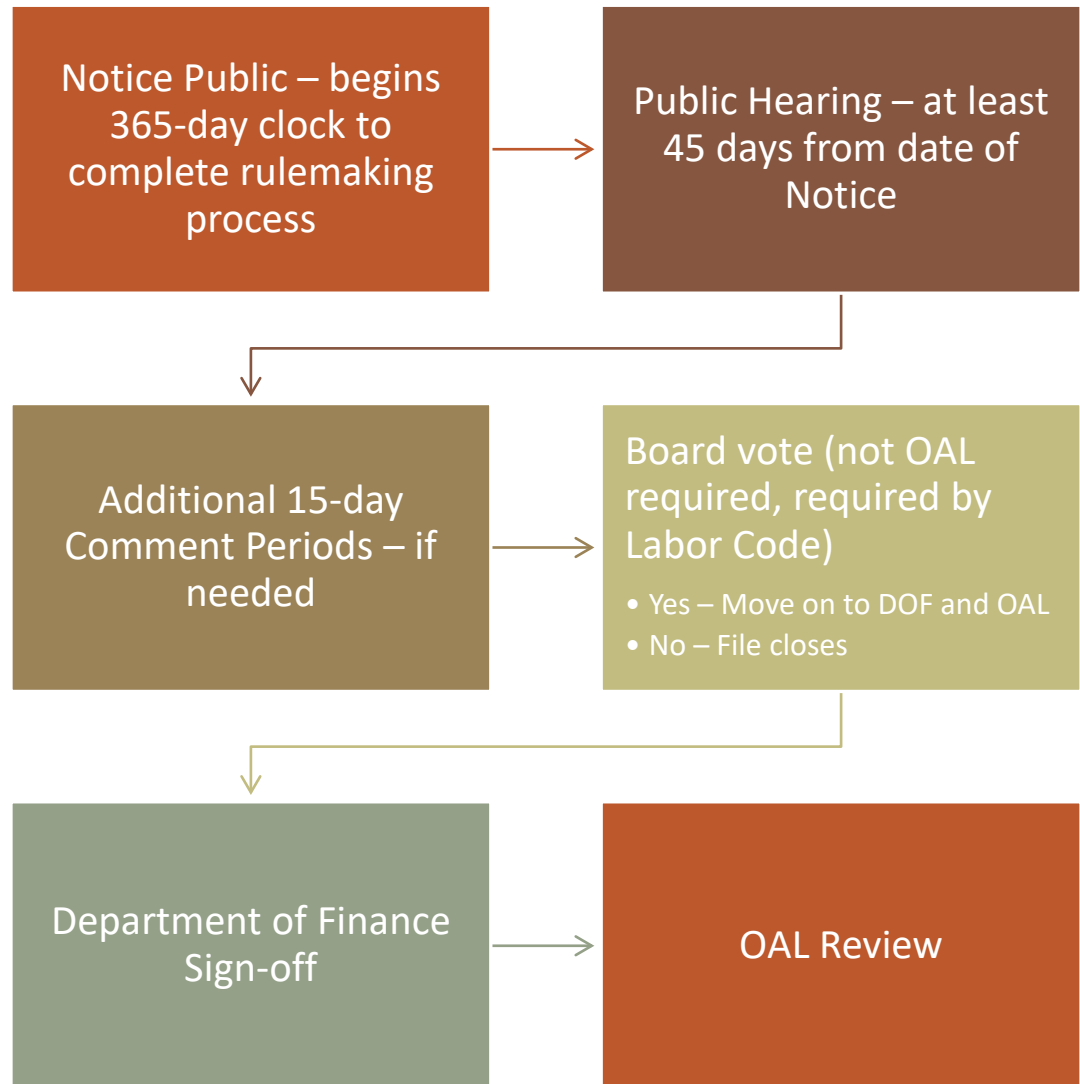 Notice Public – begins
365-day clock to
complete rulemaking
process
Public Hearing – at least
45 days from date of
Notice
Additional 15-day
Comment Periods – if
needed
Board vote (not OAL
required, required by
Labor Code)
• Yes – Move on to DOF and OAL
• No – File closes
Department of Finance
Sign-off
OAL Review